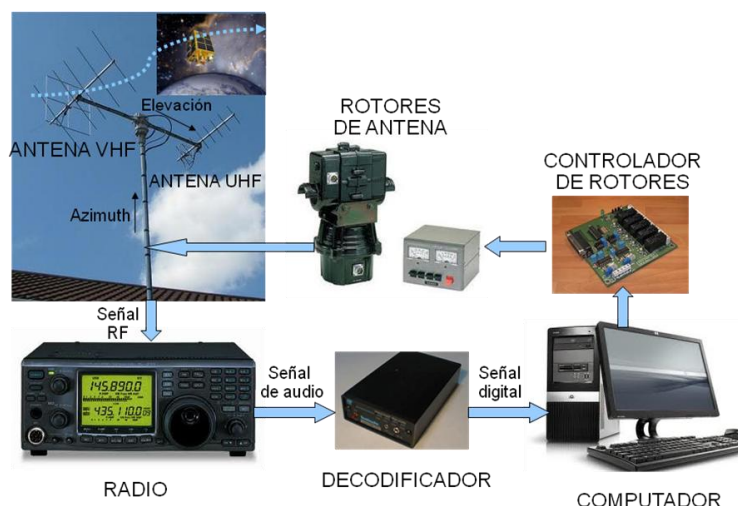 Elevación
ANTENA VHF
ANTENA UHF
Azimuth
ROTORES
DE ANTENA
CONTROLADOR
DE ROTORES
Señal
RF
145.890.0
435.110.0
Señal
de audio
Señal
digital
RADIO
DECODIFICADOR
COMPUTADOR